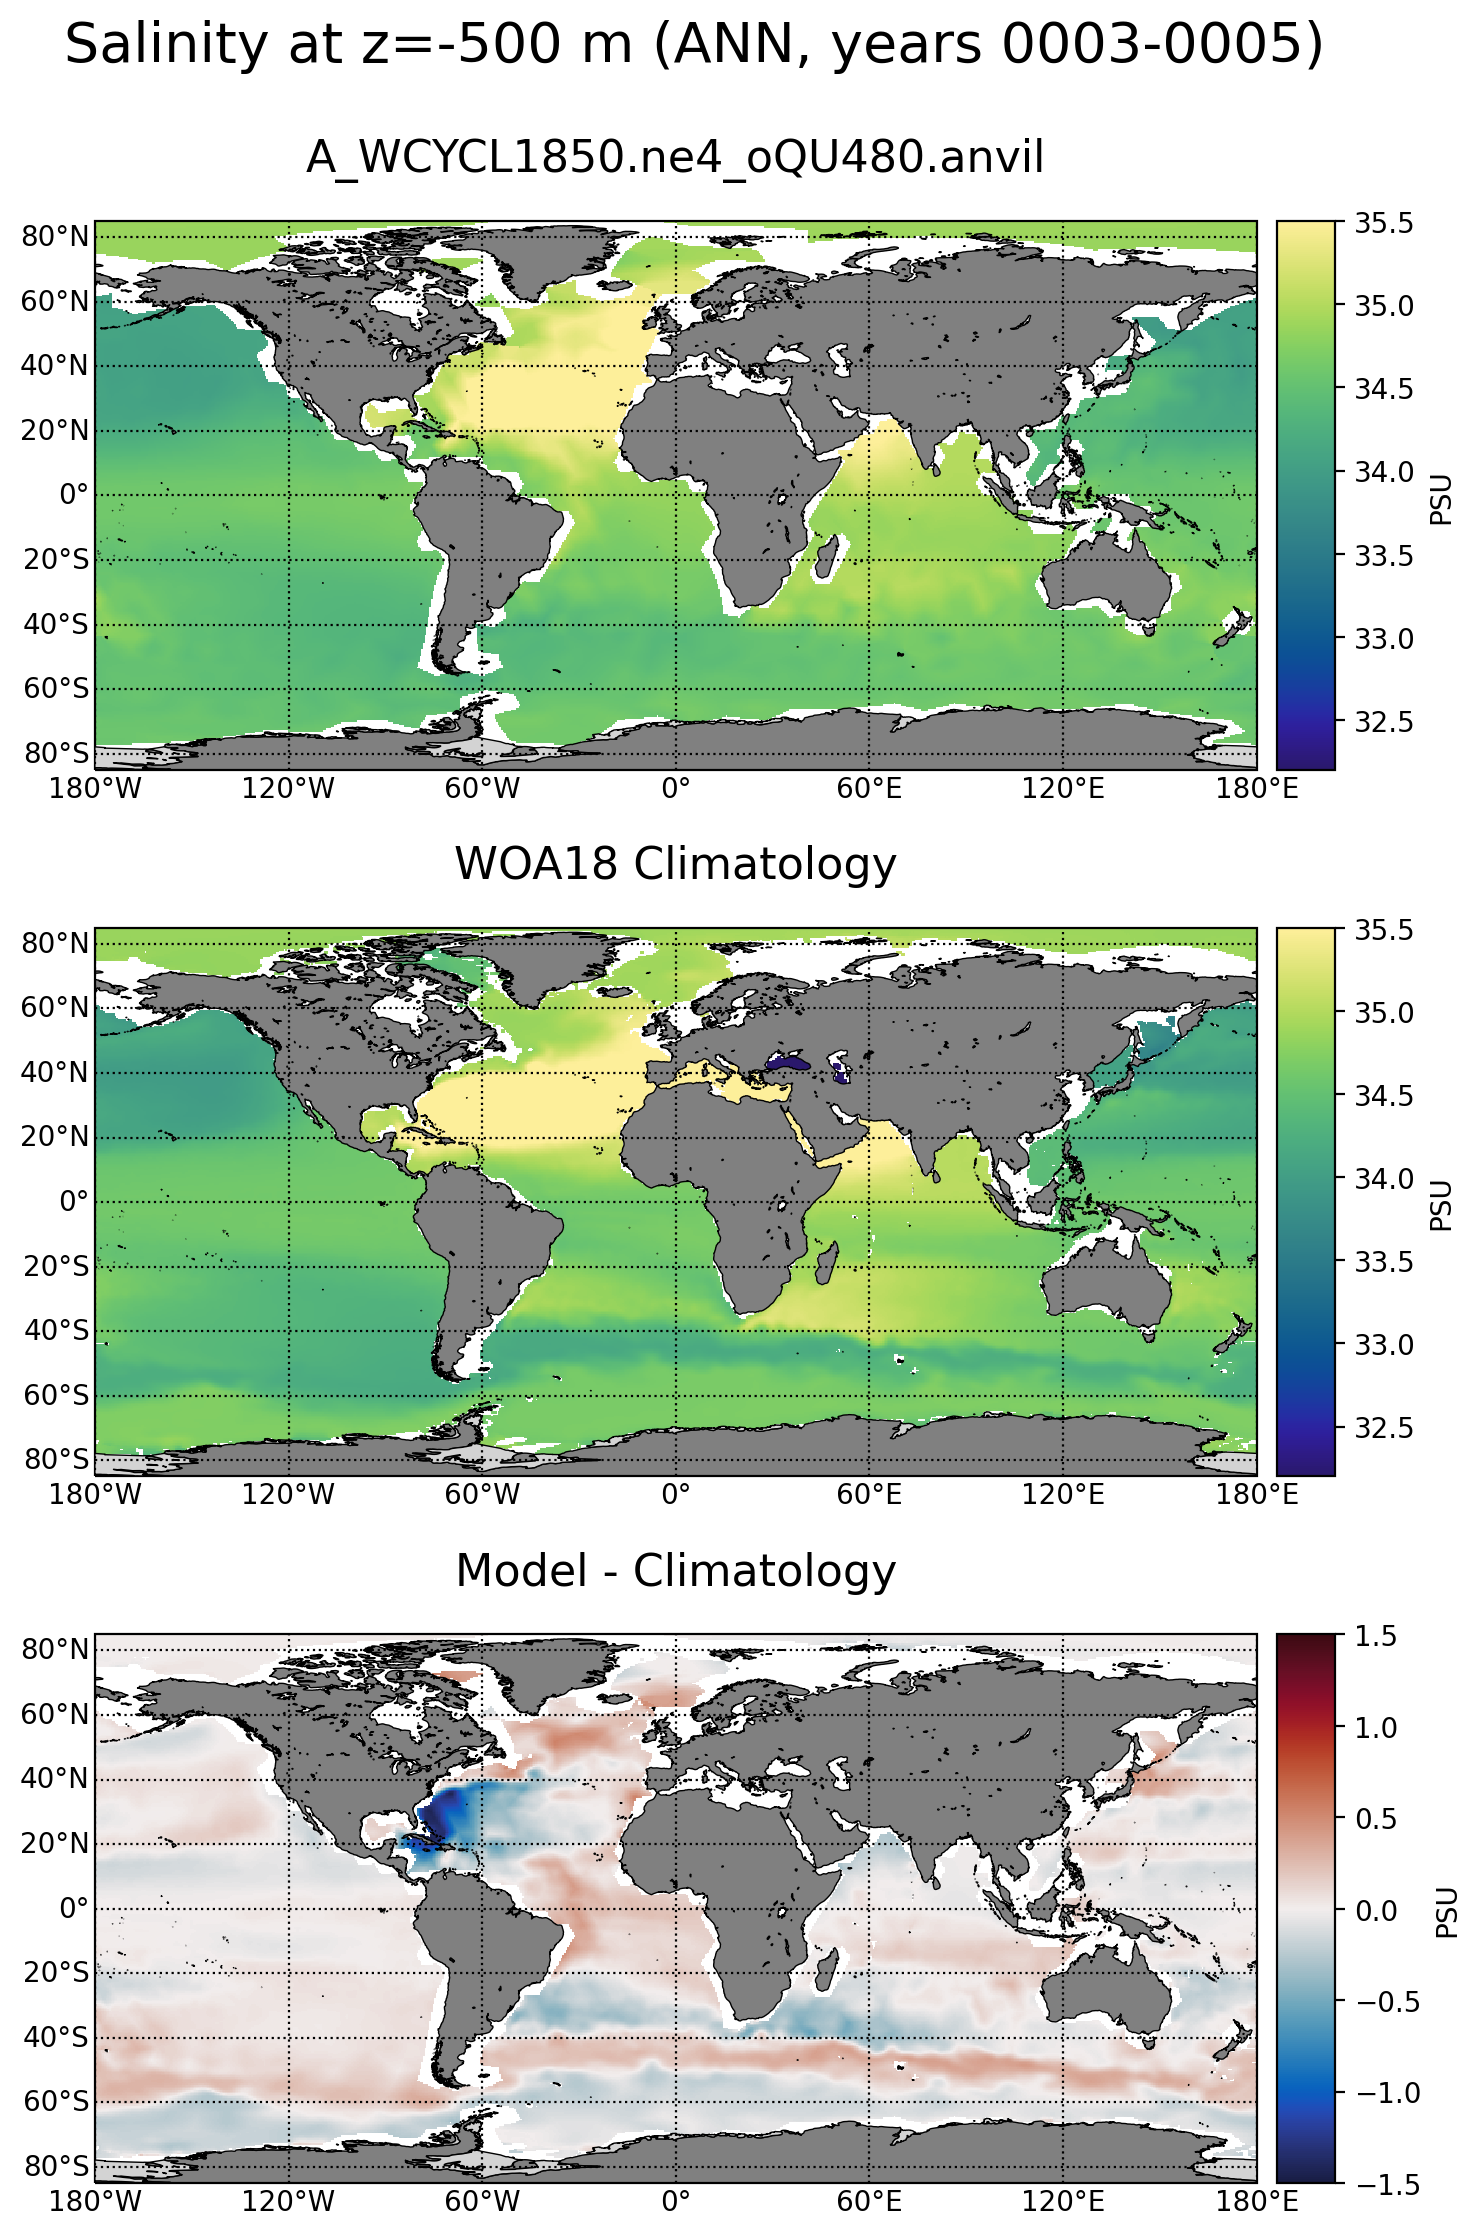 Salinity at z=-500 m (ANN, years 0003-0005)
A_WCYCL1850.ne4_oQU480.anvil
80°N
60°N
40°N
20°N
0°
20°S
40°S
60°S
80°S
180°W 120°W 60°W 0° 60°E 120°E 180°E
35.5
35.0
34.5
34.0
33.5
33.0
32.5
PSU
WOA18 Climatology
80°N
60°N
40°N
20°N
0°
20°S
40°S
60°S
80°S
180°W 120°W 60°W 0° 60°E 120°E 180°E
35.5
35.0
34.5
34.0
33.5
33.0
32.5
PSU
Model - Climatology
80°N
60°N
40°N
20°N
0°
20°S
40°S
60°S
80°S
180°W 120°W 60°W 0° 60°E 120°E 180°E
1.5
1.0
0.5
0.0
−0.5
−1.0
−1.5
PSU